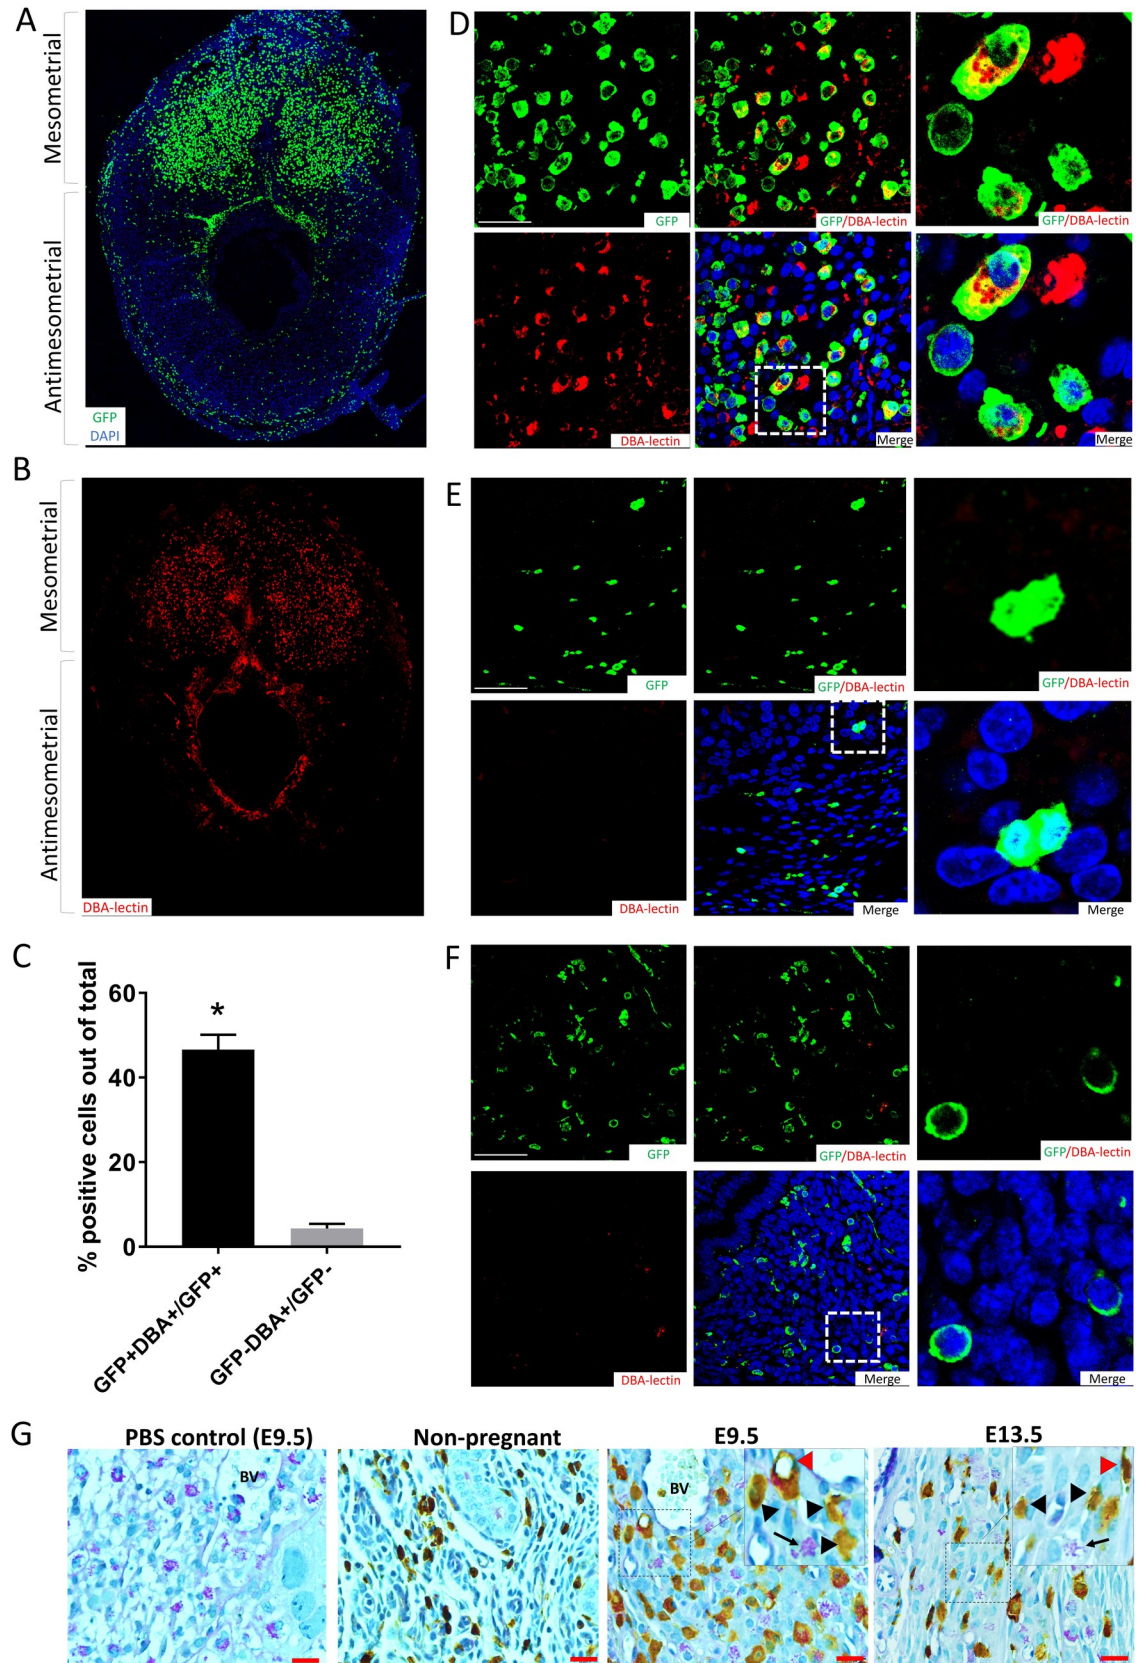 A
Mesometrial
Antimesometrial
GFP
DAPI
B
Mesometrial
Antimesometrial
DBA-lectin
C
% positive cells out of total
60
40
20
0
*
GFP+DBA+/GFP+
GFP-DBA+/GFP-
D
GFP
GFP/DBA-lectin
GFP/DBA-lectin
DBA-lectin
Merge
Merge
E
GFP
GFP/DBA-lectin
GFP/DBA-lectin
DBA-lectin
Merge
Merge
F
GFP
GFP/DBA-lectin
GFP/DBA-lectin
DBA-lectin
Merge
Merge
G
PBS control (E9.5)
Non-pregnant
E9.5
E13.5
BV
BV